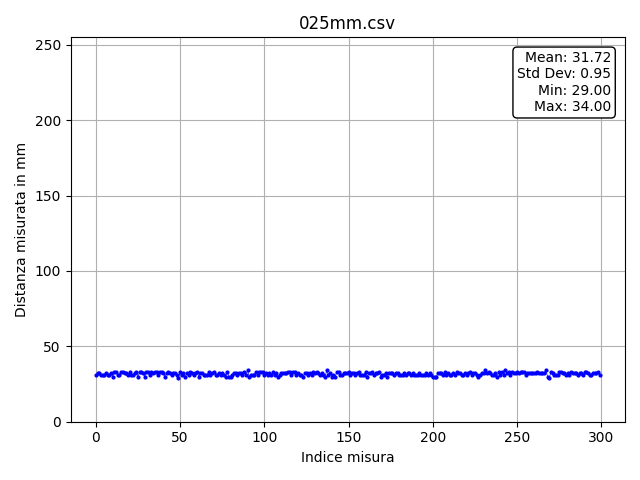 025mm.csv
Mean: 31.72
Std Dev: 0.95
Min: 29.00
Max: 34.00
Distanza misurata in mm
250
200
150
100
50
0
0 50 100 150 200 250 300
Indice misura